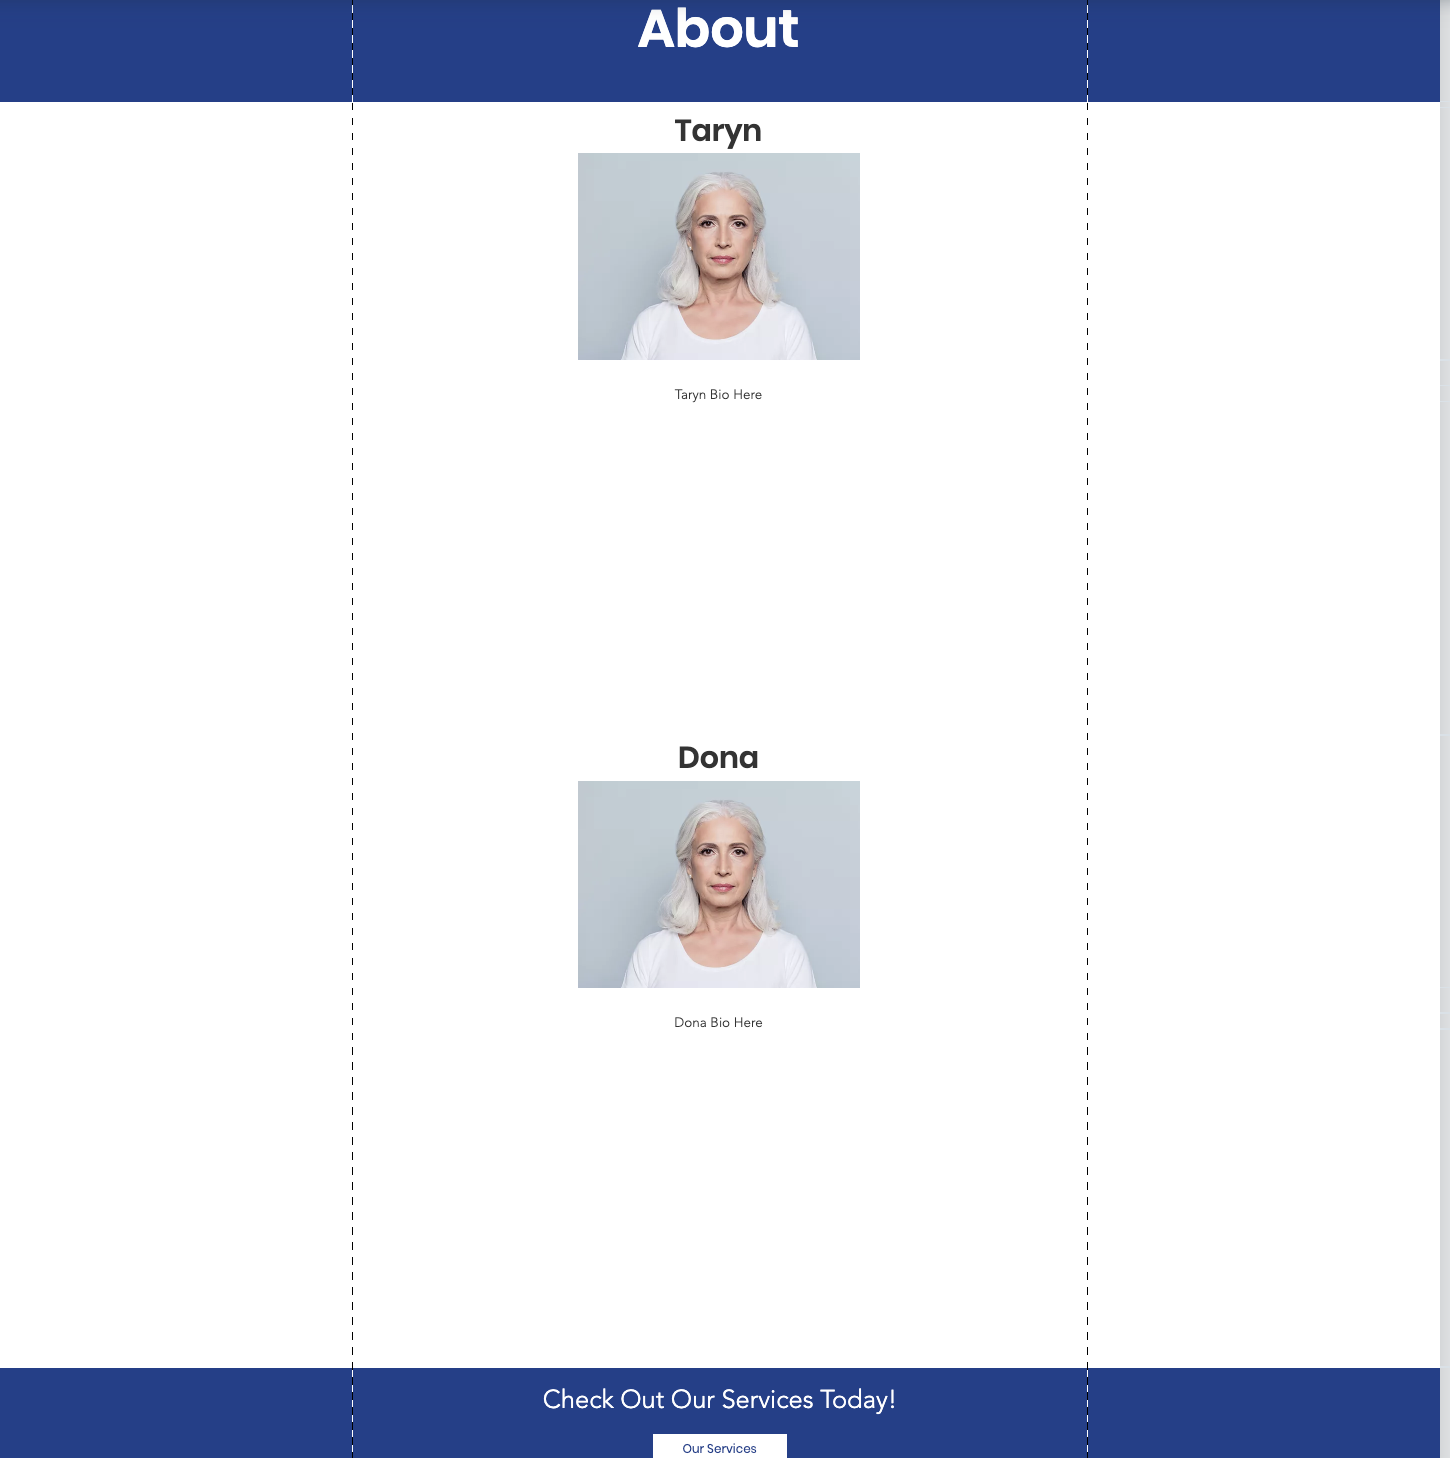 About
Taryn
Taryn Bio Here
Dona
Dona Bio Here
Check Out Our Services Today!
Our Services